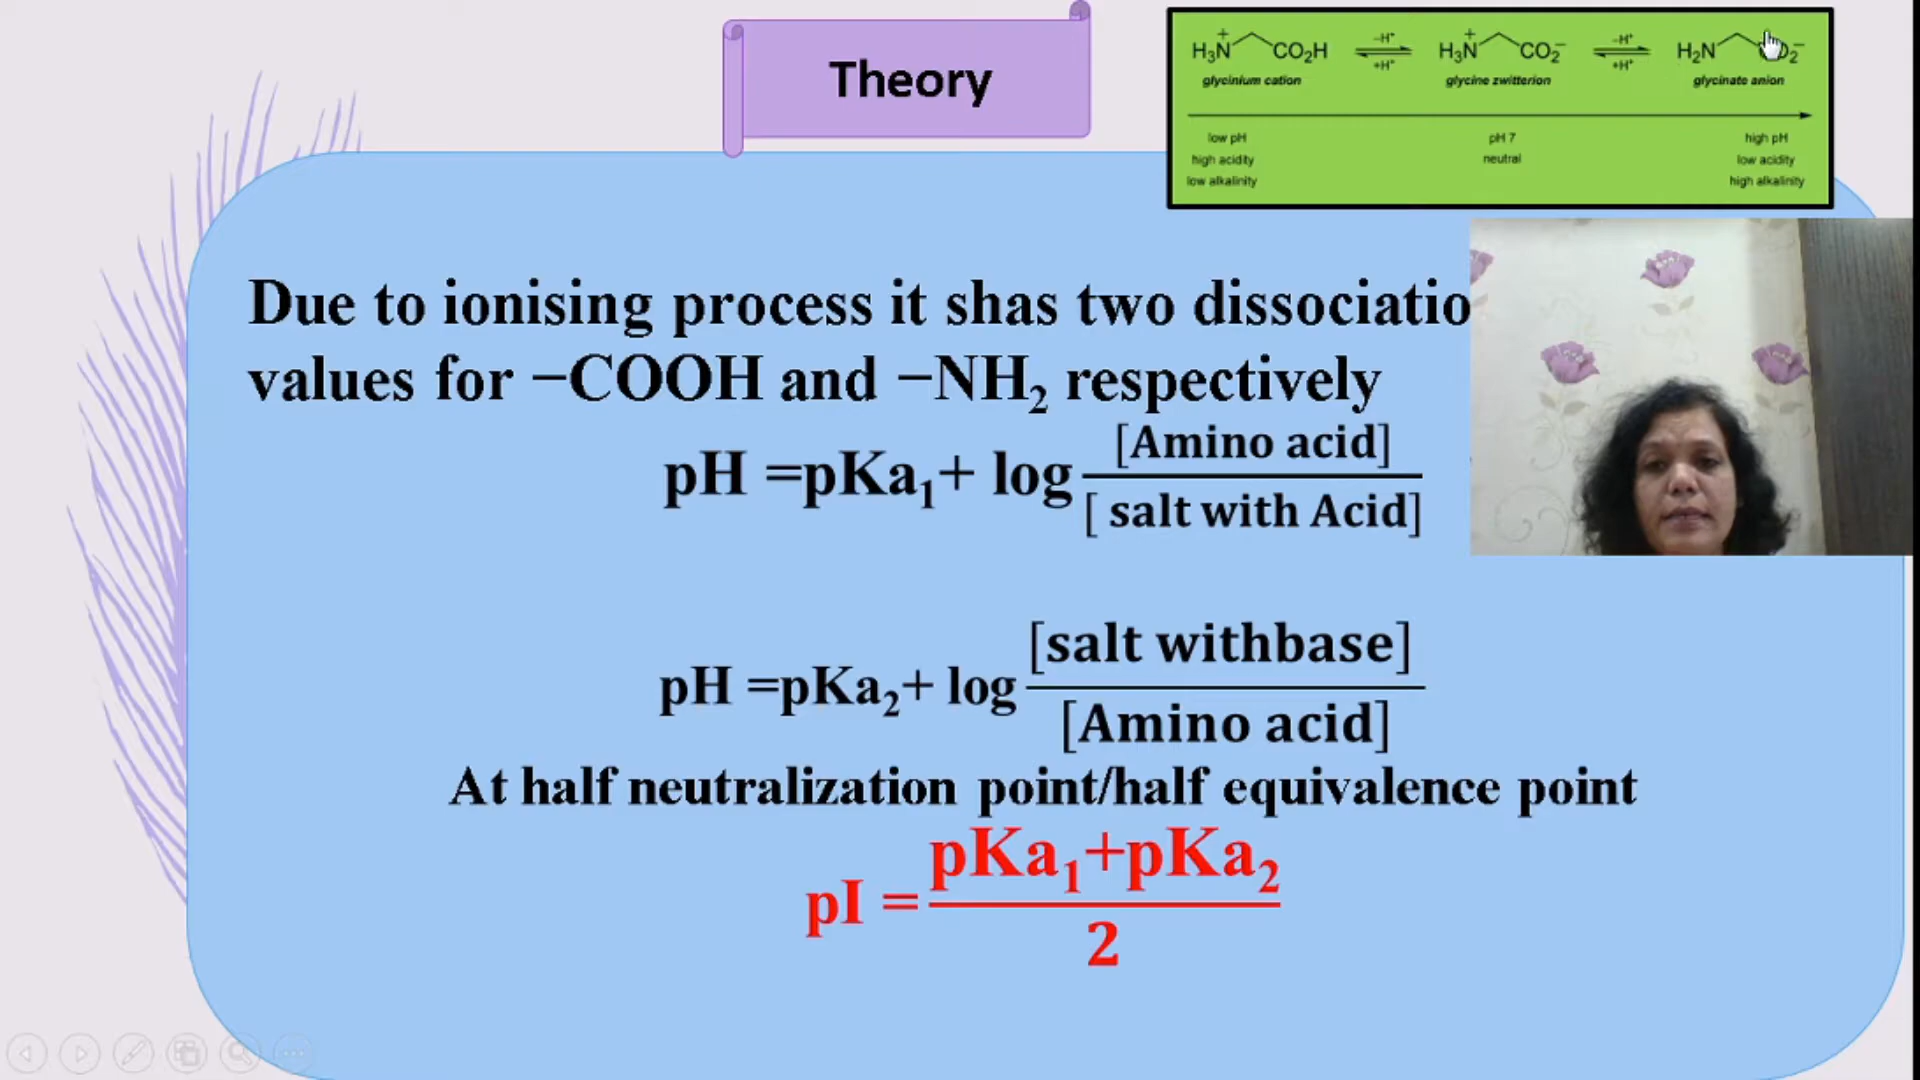 Theory
H₃N⁺ CO₂H −H⁺ +H⁺ H₃N⁺ CO₂⁻ −H⁺ +H⁺ H₂N CO₂⁻
glycinium cation glycine zwitterion glycinate anion
low pH pH 7 high pH
high acidity neutral low acidity
low alkalinity high alkalinity
Due to ionising process it shas two dissociatio
values for −COOH and −NH₂ respectively
pH =pKa₁+ log [Amino acid] / [ salt with Acid]
pH =pKa₂+ log [salt withbase] / [Amino acid]
At half neutralization point/half equivalence point
pI = pKa₁+pKa₂ / 2